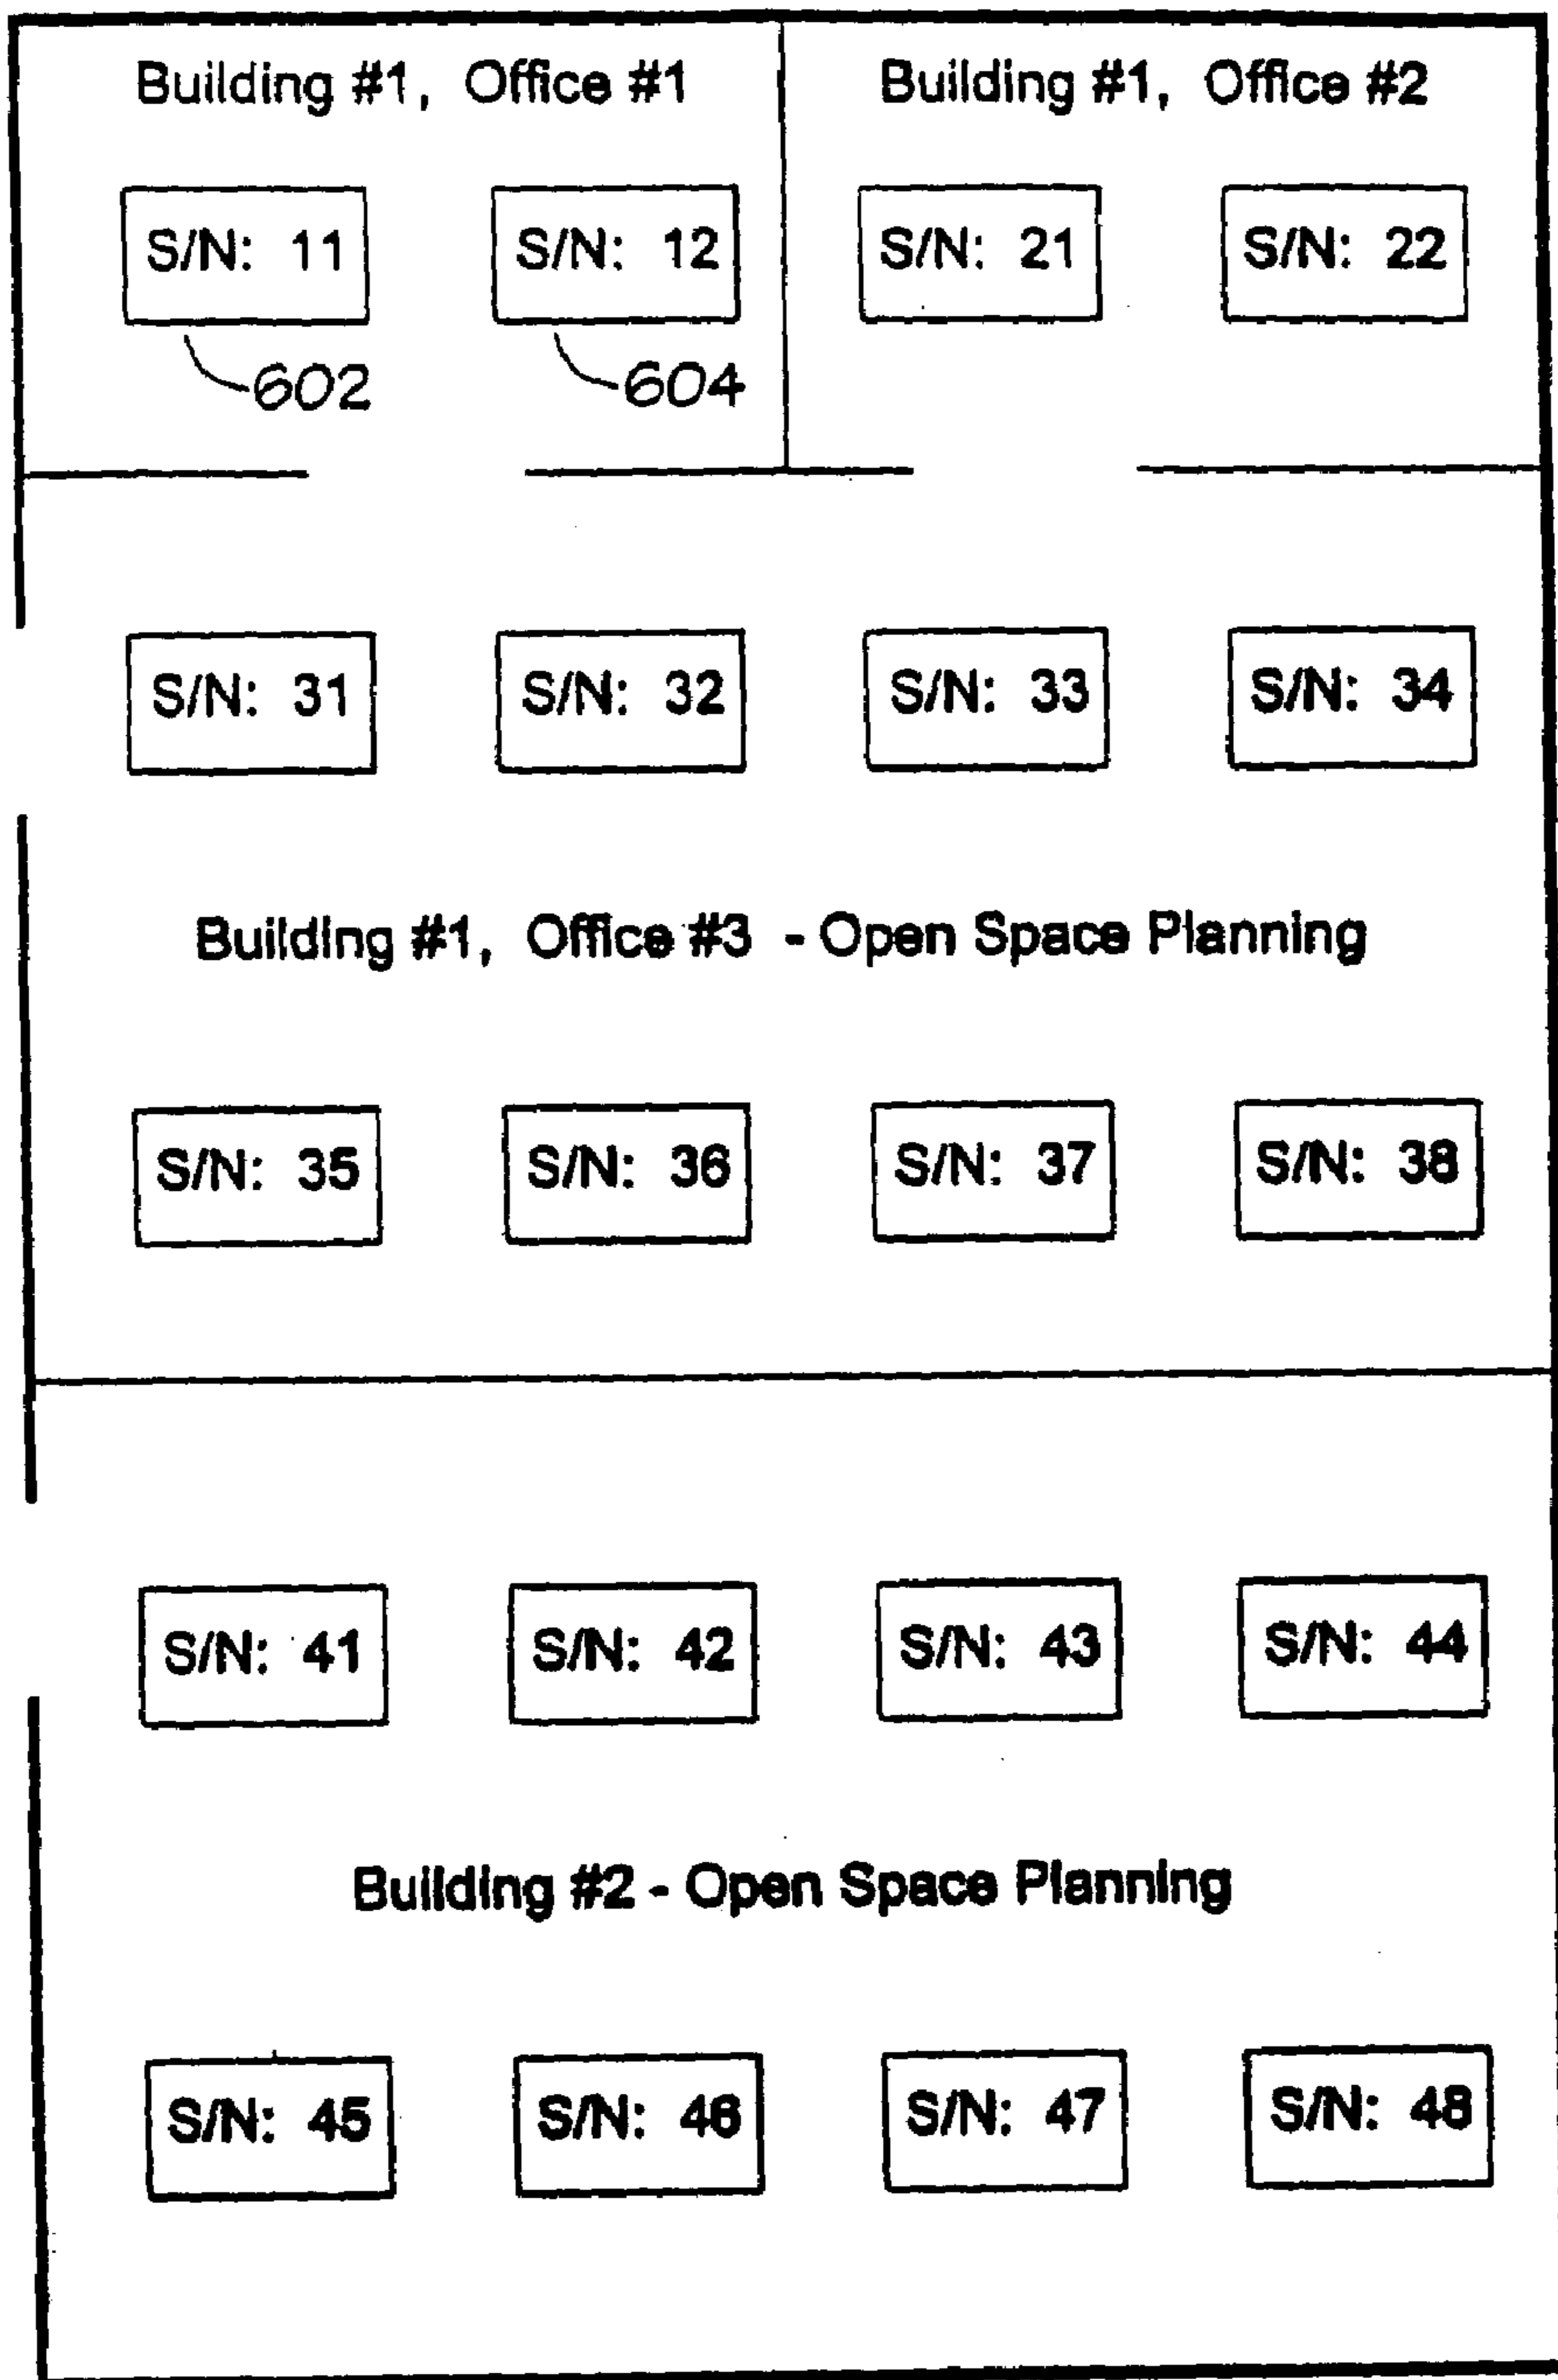 Building #1, Office #1
Building #1, Office #2
S/N: 11
S/N: 12
S/N: 21
S/N: 22
602
604
S/N: 31
S/N: 32
S/N: 33
S/N: 34
Building #1, Office #3 - Open Space Planning
S/N: 35
S/N: 36
S/N: 37
S/N: 38
S/N: 41
S/N: 42
S/N: 43
S/N: 44
Building #2 - Open Space Planning
S/N: 45
S/N: 46
S/N: 47
S/N: 48